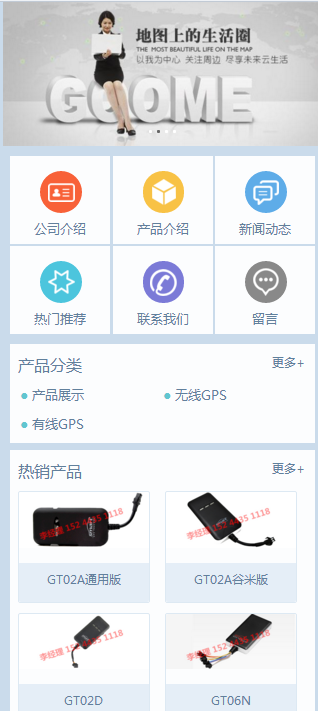 地图上的生活圈
THE MOST BEAUTIFUL LIFE ON THE MAP
以我为中心 关注周边 尽享未来云生活
GOOME
公司介绍
产品介绍
新闻动态
热门推荐
联系我们
留言
产品分类
更多+
产品展示
无线GPS
有线GPS
热销产品
更多+
李经理 152 4635 1118
李经理 152 4635 1118
GT02A通用版
GT02A谷米版
李经理 152 4635 1118
李经理 152 4635 1118
GT02D
GT06N